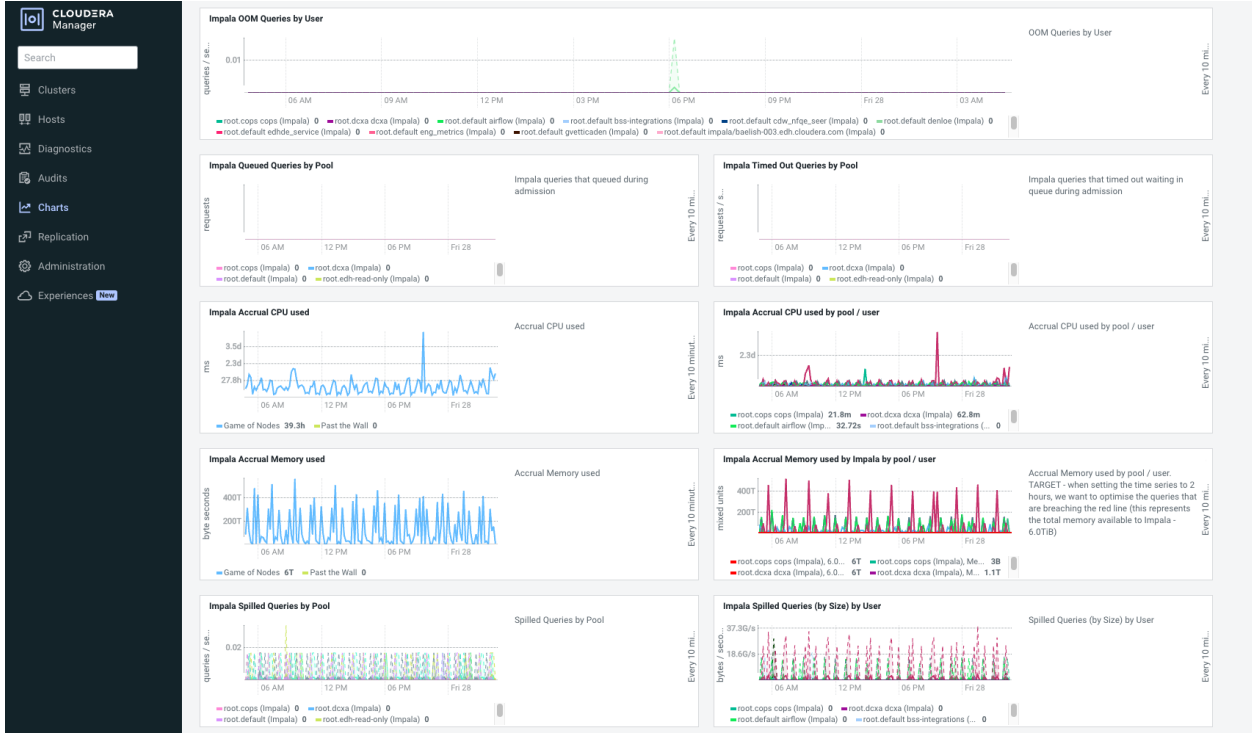 CLOUDERA
Manager
Search
Clusters
Hosts
Diagnostics
Audits
Charts
Replication
Administration
Experiences New
Impala OOM Queries by User
OOM Queries by User
queries / se...
0.01
Every 10 mi...
06 AM 09 AM 12 PM 03 PM 06 PM 09 PM Fri 28 03 AM
root.cops cops (Impala) 0 root.dcxa dcxa (Impala) 0 root.default airflow (Impala) 0 root.default bss-integrations (Impala) 0 root.default cdw_nfqe_seer (Impala) 0 root.default denloe (Impala) 0
root.default edhde_service (Impala) 0 root.default eng_metrics (Impala) 0 root.default gvetticaden (Impala) 0 root.default impala/baelish-003.edh.cloudera.com (Impala) 0
Impala Queued Queries by Pool
Impala queries that queued during
admission
requests
Every 10 mi...
06 AM 12 PM 06 PM Fri 28
root.cops (Impala) 0 root.dcxa (Impala) 0
root.default (Impala) 0 root.edh-read-only (Impala) 0
Impala Timed Out Queries by Pool
Impala queries that timed out waiting in
queue during admission
requests / s...
Every 10 mi...
06 AM 12 PM 06 PM Fri 28
root.cops (Impala) 0 root.dcxa (Impala) 0
root.default (Impala) 0 root.edh-read-only (Impala) 0
Impala Accrual CPU used
Accrual CPU used
ms
3.5d
2.3d
27.8h
Every 10 minut...
06 AM 12 PM 06 PM Fri 28
Game of Nodes 39.3h Past the Wall 0
Impala Accrual CPU used by pool / user
Accrual CPU used by pool / user
ms
2.3d
Every 10 mi...
06 AM 12 PM 06 PM Fri 28
root.cops cops (Impala) 21.8m root.dcxa dcxa (Impala) 62.8m
root.default airflow (Imp... 32.72s root.default bss-integrations (... 0
Impala Accrual Memory used
Accrual Memory used
byte seconds
400T
200T
Every 10 minut...
06 AM 12 PM 06 PM Fri 28
Game of Nodes 6T Past the Wall 0
Impala Accrual Memory used by Impala by pool / user
Accrual Memory used by pool / user.
TARGET - when setting the time series to 2
hours, we want to optimise the queries that
are breaching the red line (this represents
the total memory available to Impala -
6.0TiB)
mixed units
400T
200T
Every 10 mi...
06 AM 12 PM 06 PM Fri 28
root.cops cops (Impala), 6.0... 6T root.cops cops (Impala), Me... 3B
root.dcxa dcxa (Impala), 6.0... 6T root.dcxa dcxa (Impala), M... 1.1T
Impala Spilled Queries by Pool
Spilled Queries by Pool
queries / se...
0.02
Every 10 mi...
06 AM 12 PM 06 PM Fri 28
root.cops (Impala) 0 root.dcxa (Impala) 0
root.default (Impala) 0 root.edh-read-only (Impala) 0
Impala Spilled Queries (by Size) by User
Spilled Queries (by Size) by User
bytes / seco...
37.3G/s
18.6G/s
Every 10 mi...
06 AM 12 PM 06 PM Fri 28
root.cops cops (Impala) 0 root.dcxa dcxa (Impala) 0
root.default airflow (Impala) 0 root.default bss-integrations (... 0